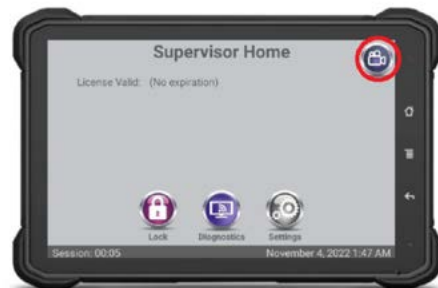 Supervisor Home
License Valid: (No expiration)
Lock Diagnostics Settings
Session: 00:05 November 4, 2022 1:47 AM